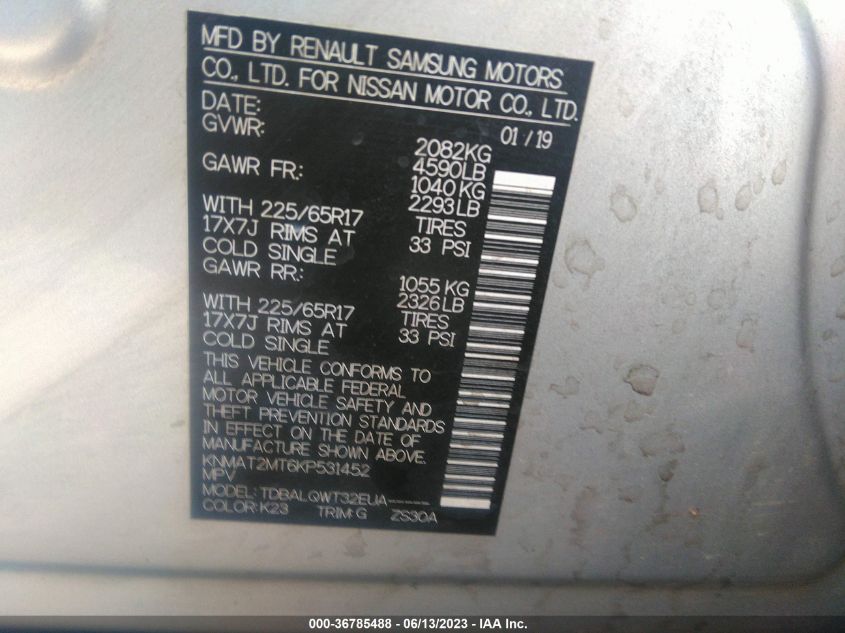 MFD BY RENAULT SAMSUNG MOTORS
CO., LTD. FOR NISSAN MOTOR CO., LTD.
DATE: 01 / 19
GVWR: 2082KG
4590LB
GAWR FR: 1040KG
2293LB
WITH 225/65R17 TIRES
17X7J RIMS AT 33 PSI
COLD SINGLE
GAWR RR: 1055 KG
2326LB
WITH 225/65R17 TIRES
17X7J RIMS AT 33 PSI
COLD SINGLE
THIS VEHICLE CONFORMS TO
ALL APPLICABLE FEDERAL
MOTOR VEHICLE SAFETY AND
THEFT PREVENTION STANDARDS
IN EFFECT ON THE DATE OF
MANUFACTURE SHOWN ABOVE.
KNMAT2MT6KP531452
MPV
MODEL: TDBALQWT32EUA-----
COLOR:K23 TRIM:G ZS30A
000-36785488 - 06/13/2023 - IAA Inc.